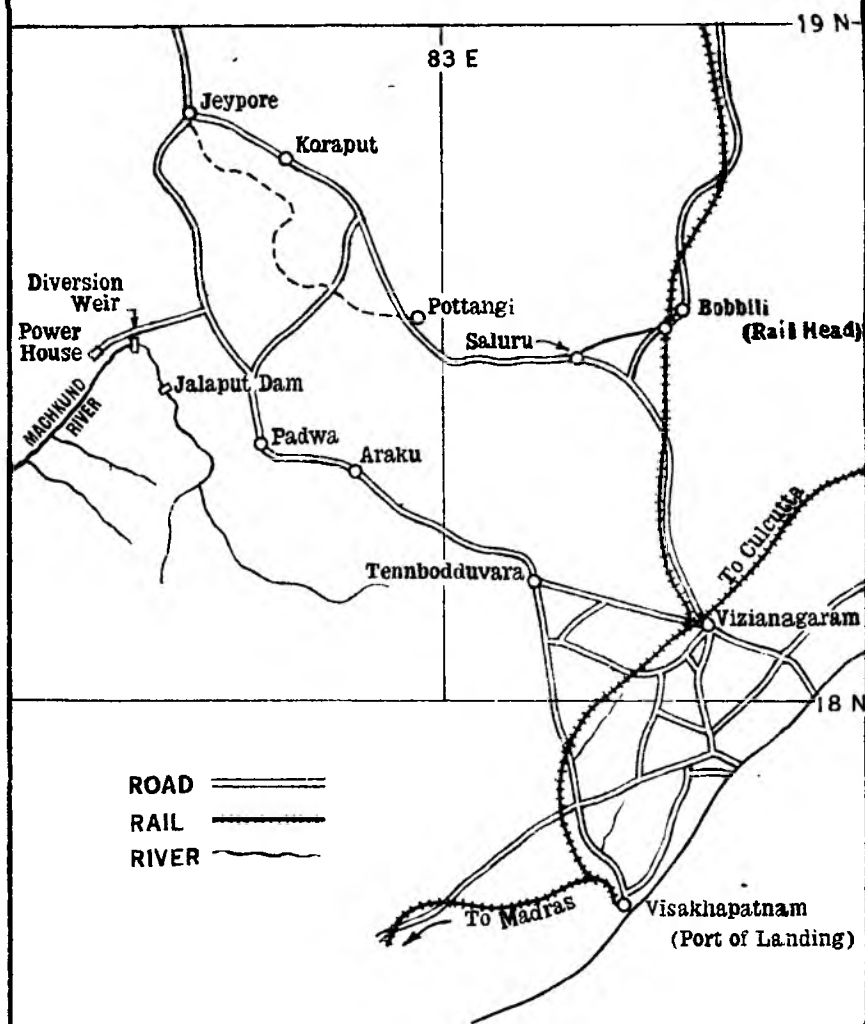 19 N
83 E
Jeypore
Koraput
Diversion
Weir
Power
House
Pottangi
Bobbili
(Rail Head)
Saluru
Jalaput Dam
MACHKUND
RIVER
Padwa
Araku
To Culcutta
Tennbodduvara
Vizianagaram
18 N
ROAD
RAIL
RIVER
To Madras
Visakhapatnam
(Port of Landing)